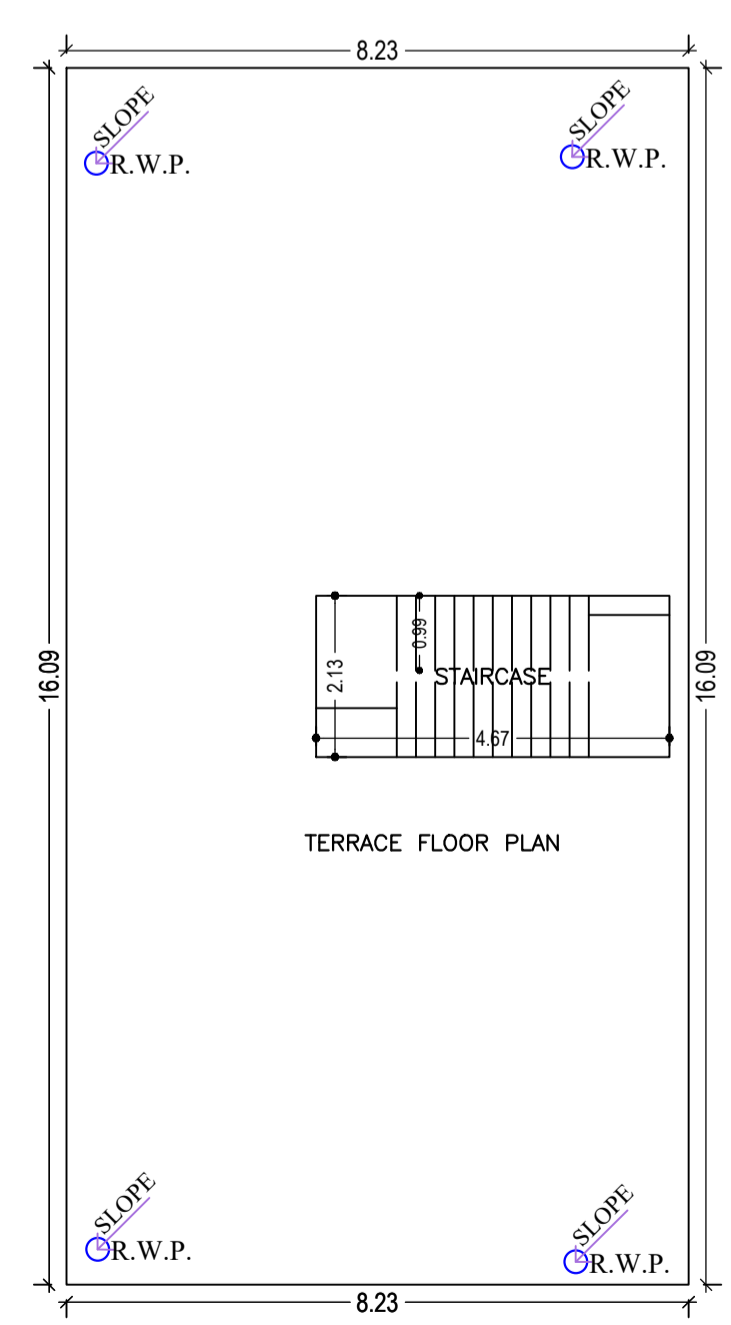 8.23
SLOPE
R.W.P.
SLOPE
R.W.P.
16.09
2.13
0.99
STAIRCASE
4.67
16.09
TERRACE FLOOR PLAN
SLOPE
R.W.P.
SLOPE
R.W.P.
8.23